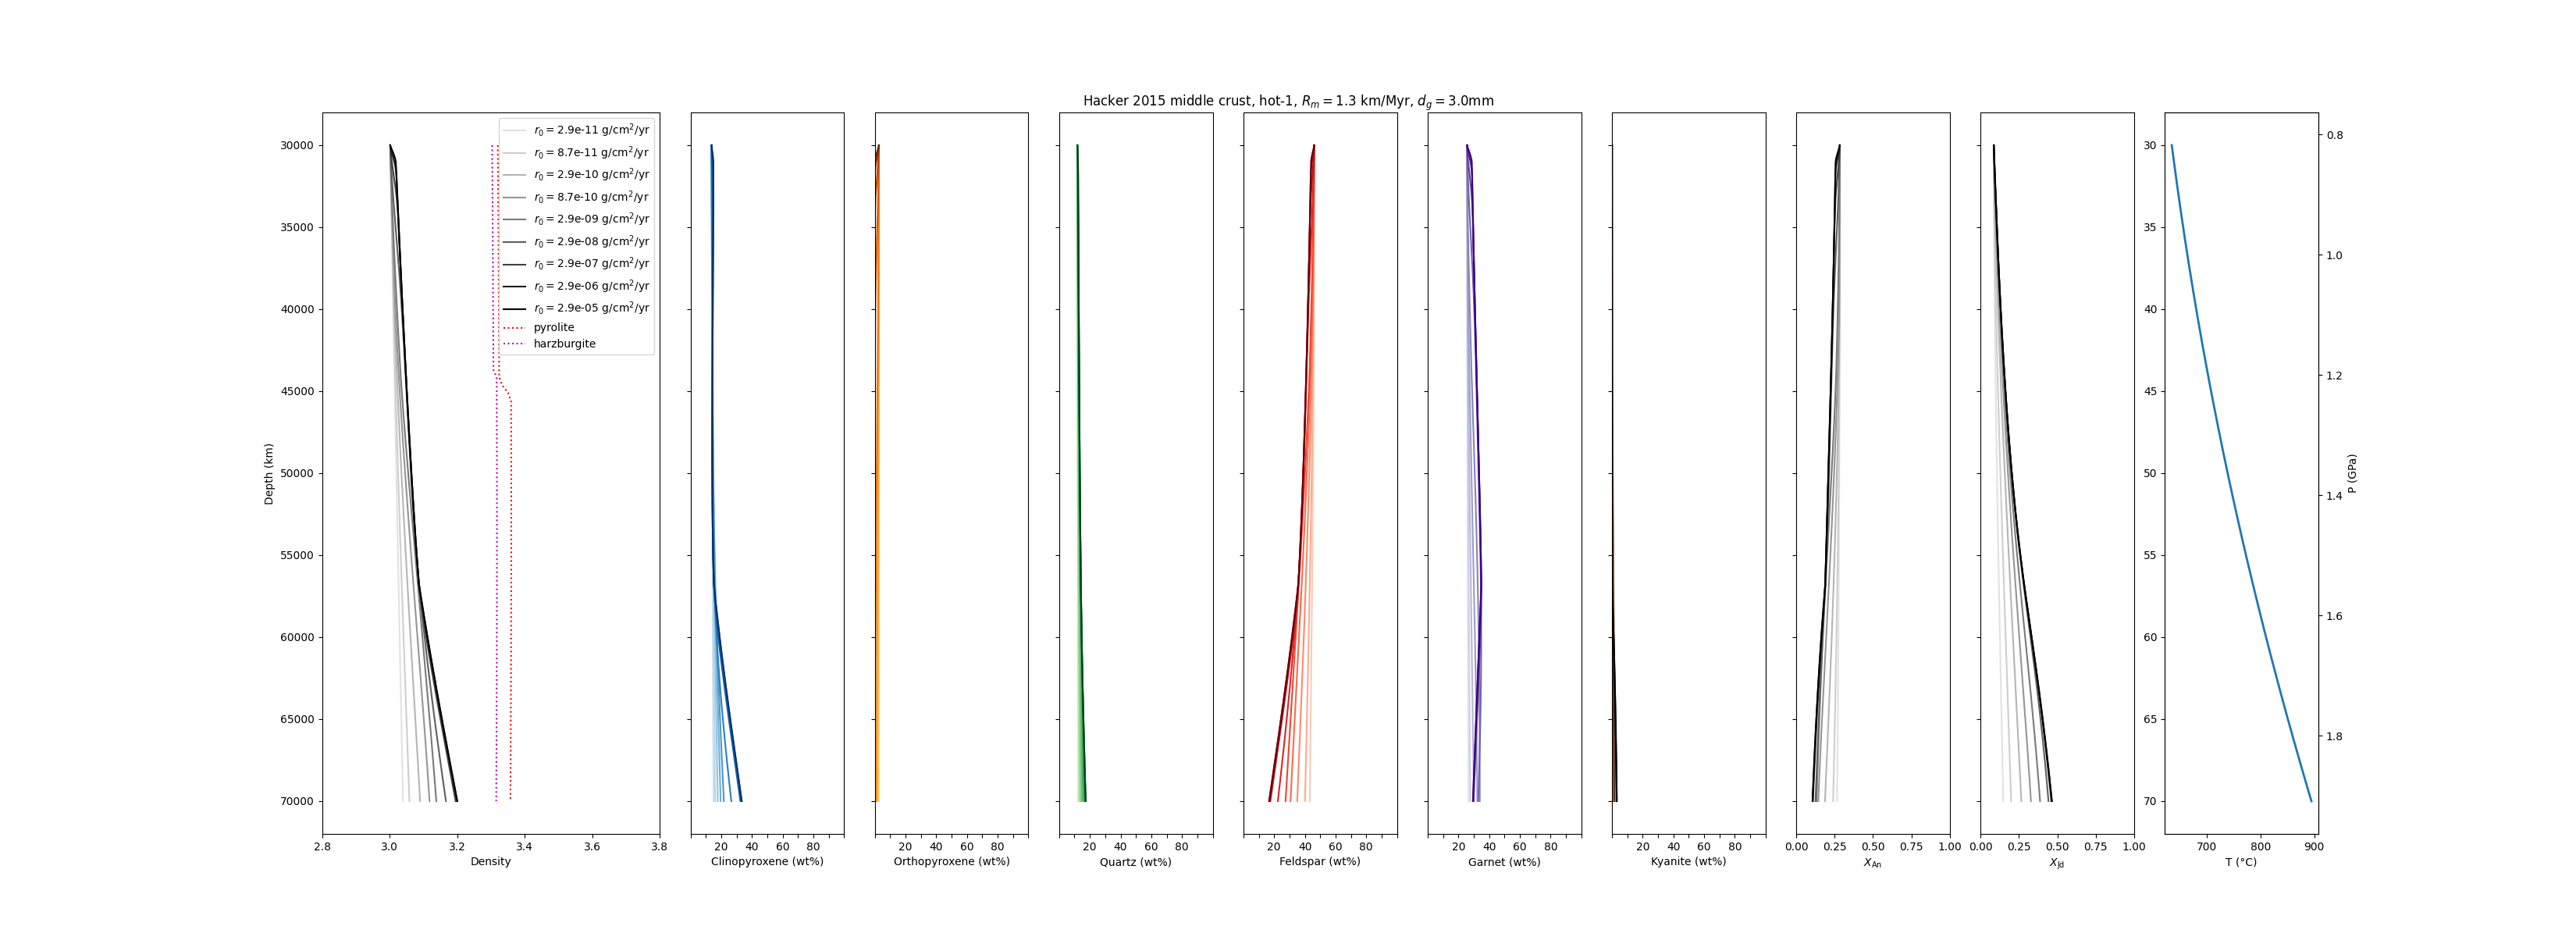 Hacker 2015 middle crust, hot-1, Rₘ = 1.3 km/Myr, d_g = 3.0mm
r₀ = 2.9e-11 g/cm²/yr
r₀ = 8.7e-11 g/cm²/yr
r₀ = 2.9e-10 g/cm²/yr
r₀ = 8.7e-10 g/cm²/yr
r₀ = 2.9e-09 g/cm²/yr
r₀ = 2.9e-08 g/cm²/yr
r₀ = 2.9e-07 g/cm²/yr
r₀ = 2.9e-06 g/cm²/yr
r₀ = 2.9e-05 g/cm²/yr
pyrolite
harzburgite
Depth (km)
30000
35000
40000
45000
50000
55000
60000
65000
70000
2.8 3.0 3.2 3.4 3.6 3.8
Density
20 40 60 80
Clinopyroxene (wt%)
20 40 60 80
Orthopyroxene (wt%)
20 40 60 80
Quartz (wt%)
20 40 60 80
Feldspar (wt%)
20 40 60 80
Garnet (wt%)
20 40 60 80
Kyanite (wt%)
0.00 0.25 0.50 0.75 1.00
X_An
0.00 0.25 0.50 0.75 1.00
X_Jd
30
35
40
45
50
55
60
65
70
700 800 900
T (°C)
0.8
1.0
1.2
1.4
1.6
1.8
P (GPa)